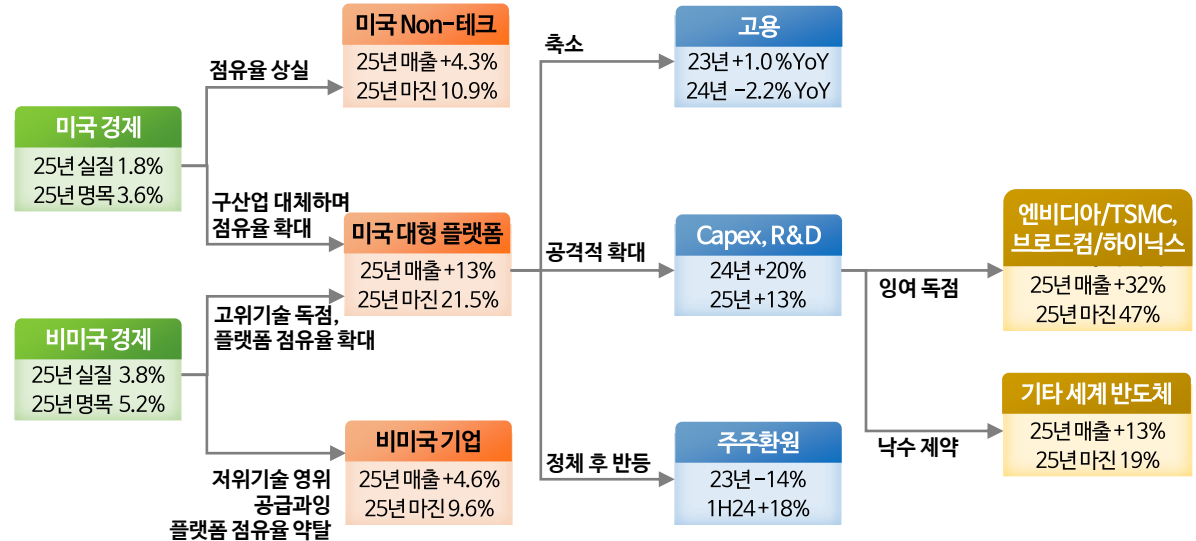 미국 경제
25년 실질 1.8%
25년 명목 3.6%
비미국 경제
25년 실질 3.8%
25년 명목 5.2%
점유율 상실
구산업 대체하며
점유율 확대
고위기술 독점,
플랫폼 점유율 확대
저위기술 영위
공급과잉
플랫폼 점유율 약탈
미국 Non-테크
25년 매출 +4.3%
25년 마진 10.9%
미국 대형 플랫폼
25년 매출 +13%
25년 마진 21.5%
비미국 기업
25년 매출 +4.6%
25년 마진 9.6%
축소
공격적 확대
정체 후 반등
고용
23년 +1.0 % YoY
24년 -2.2% YoY
Capex, R&D
24년 +20%
25년 +13%
주주환원
23년 -14%
1H24 +18%
잉여 독점
낙수 제약
엔비디아/TSMC,
브로드컴/하이닉스
25년 매출 +32%
25년 마진 47%
기타 세계 반도체
25년 매출 +13%
25년 마진 19%